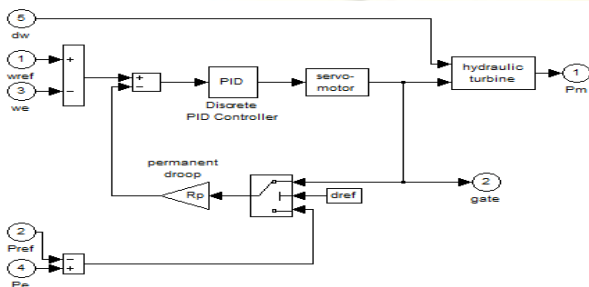 5
dw
1
wref
3
we
+
−
+
−
PID
Discrete
PID Controller
servo-
motor
hydraulic
turbine
1
Pm
permanent
droop
Rp
dref
2
gate
2
Pref
4
Pe
−
+